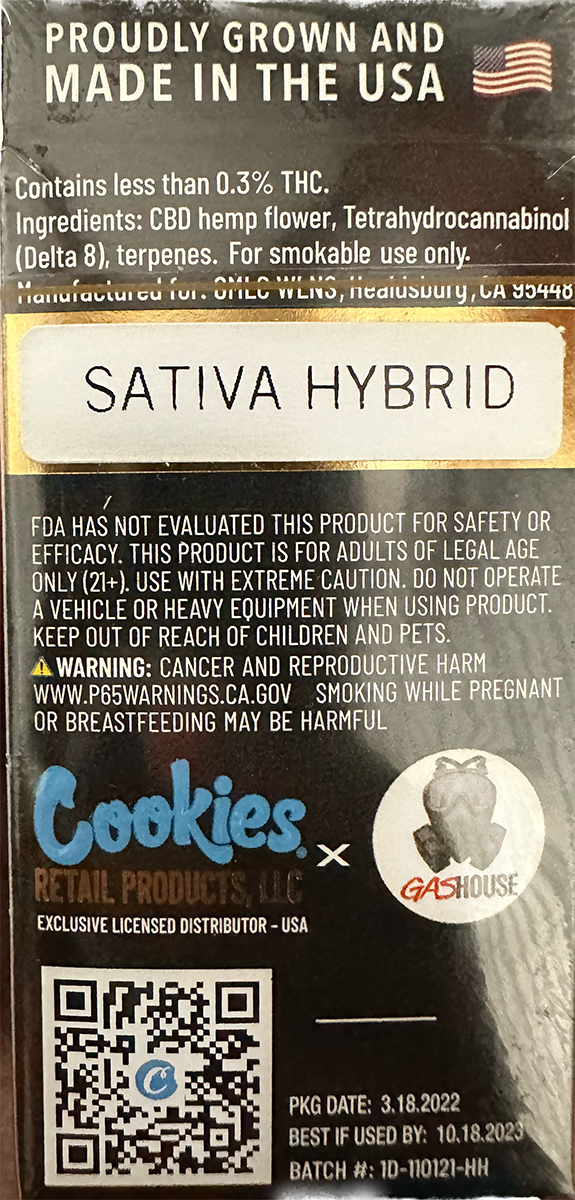 PROUDLY GROWN AND
MADE IN THE USA
Contains less than 0.3% THC.
Ingredients: CBD hemp flower, Tetrahydrocannabinol
(Delta 8), terpenes. For smokable use only.
Manufactured for: OMLC WLNS, Healdsburg, CA 95448
SATIVA HYBRID
FDA HAS NOT EVALUATED THIS PRODUCT FOR SAFETY OR
EFFICACY. THIS PRODUCT IS FOR ADULTS OF LEGAL AGE
ONLY (21+). USE WITH EXTREME CAUTION. DO NOT OPERATE
A VEHICLE OR HEAVY EQUIPMENT WHEN USING PRODUCT.
KEEP OUT OF REACH OF CHILDREN AND PETS.
⚠ WARNING: CANCER AND REPRODUCTIVE HARM
WWW.P65WARNINGS.CA.GOV SMOKING WHILE PREGNANT
OR BREASTFEEDING MAY BE HARMFUL
Cookies®
RETAIL PRODUCTS, LLC
EXCLUSIVE LICENSED DISTRIBUTOR - USA
X
GASHOUSE
C
PKG DATE: 3.18.2022
BEST IF USED BY: 10.18.2023
BATCH #: 1D-110121-HH